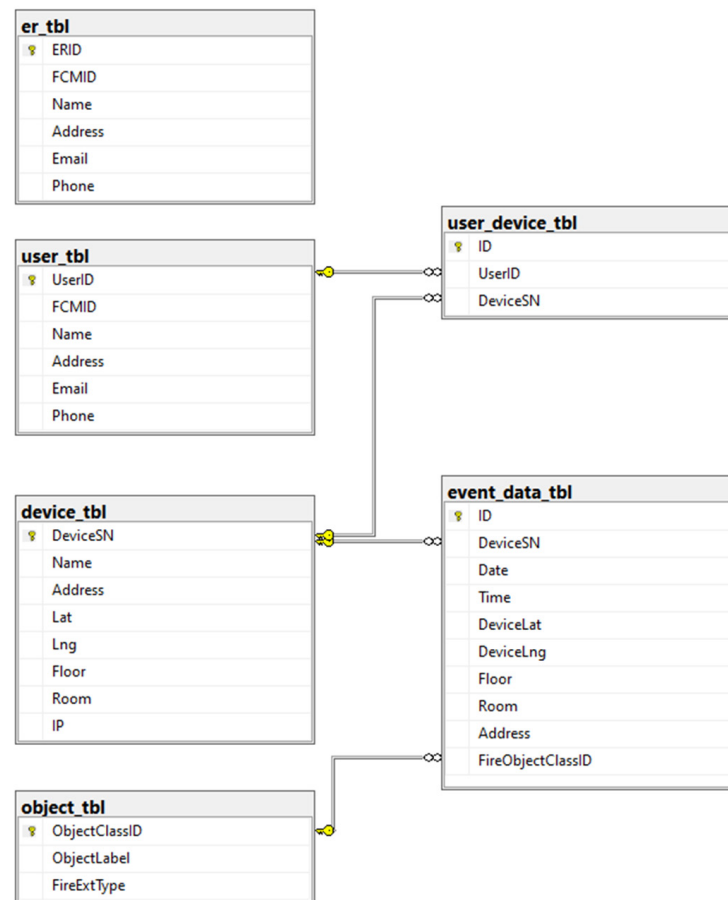 er_tbl
ERID
FCMID
Name
Address
Email
Phone
user_tbl
UserID
FCMID
Name
Address
Email
Phone
device_tbl
DeviceSN
Name
Address
Lat
Lng
Floor
Room
IP
object_tbl
ObjectClassID
ObjectLabel
FireExtType
user_device_tbl
ID
UserID
DeviceSN
event_data_tbl
ID
DeviceSN
Date
Time
DeviceLat
DeviceLng
Floor
Room
Address
FireObjectClassID